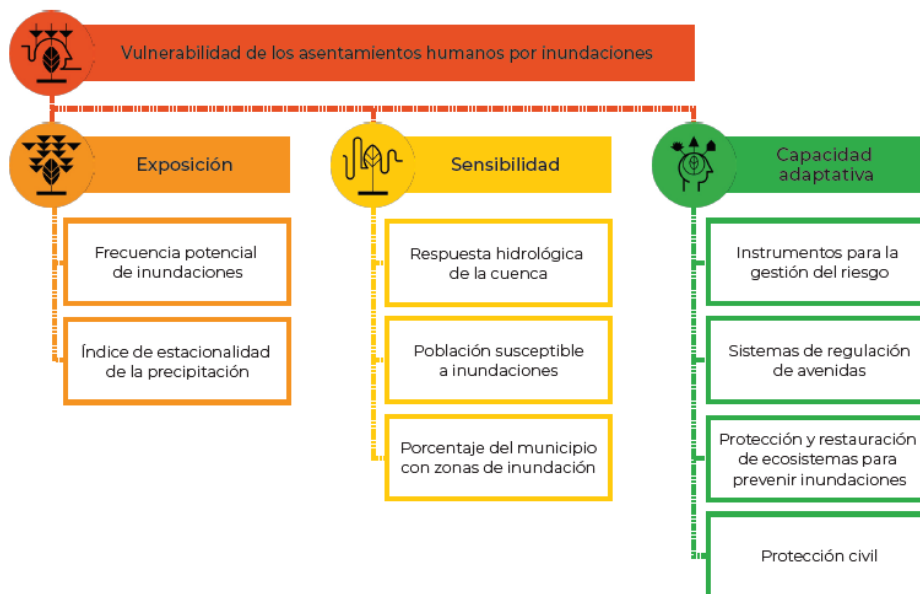 Vulnerabilidad de los asentamientos humanos por inundaciones
Exposición
Frecuencia potencial
de inundaciones
Índice de estacionalidad
de la precipitación
Sensibilidad
Respuesta hidrológica
de la cuenca
Población susceptible
a inundaciones
Porcentaje del municipio
con zonas de inundación
Capacidad
adaptativa
Instrumentos para la
gestión del riesgo
Sistemas de regulación
de avenidas
Protección y restauración
de ecosistemas para
prevenir inundaciones
Protección civil